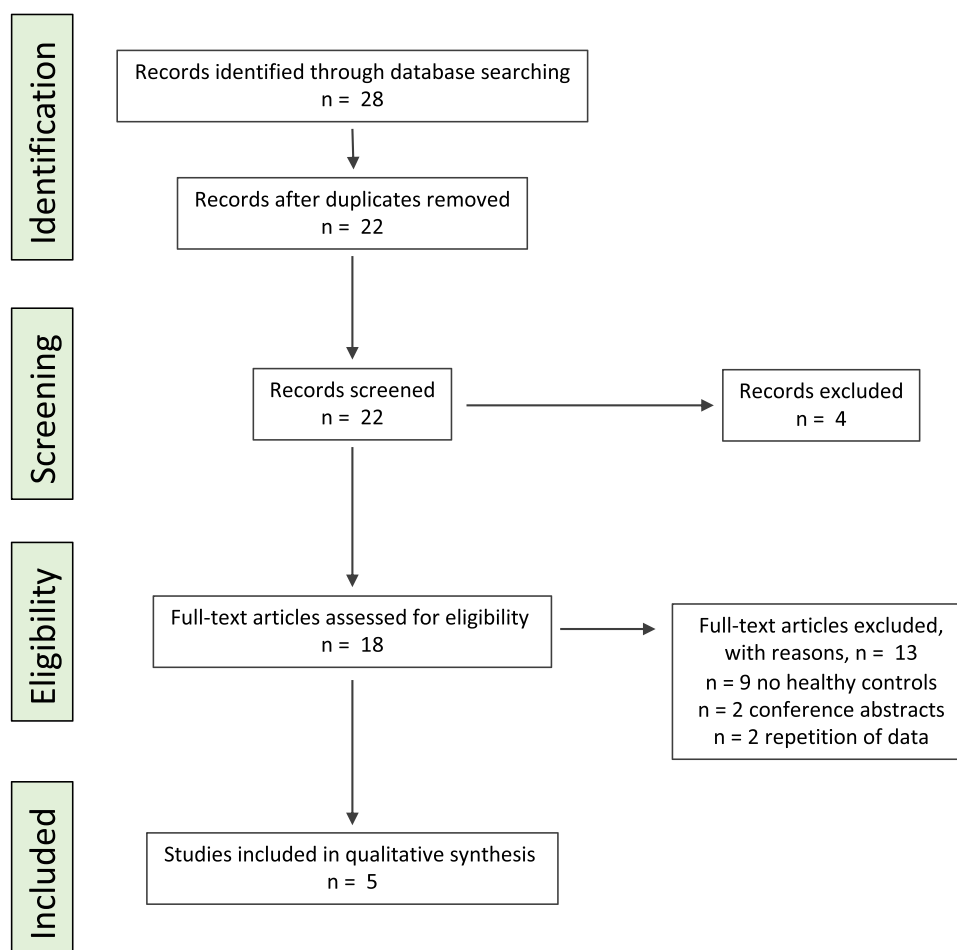 Identification
Records identified through database searching
n = 28
Records after duplicates removed
n = 22
Screening
Records screened
n = 22
Records excluded
n = 4
Eligibility
Full-text articles assessed for eligibility
n = 18
Full-text articles excluded,
with reasons, n = 13
n = 9 no healthy controls
n = 2 conference abstracts
n = 2 repetition of data
Included
Studies included in qualitative synthesis
n = 5